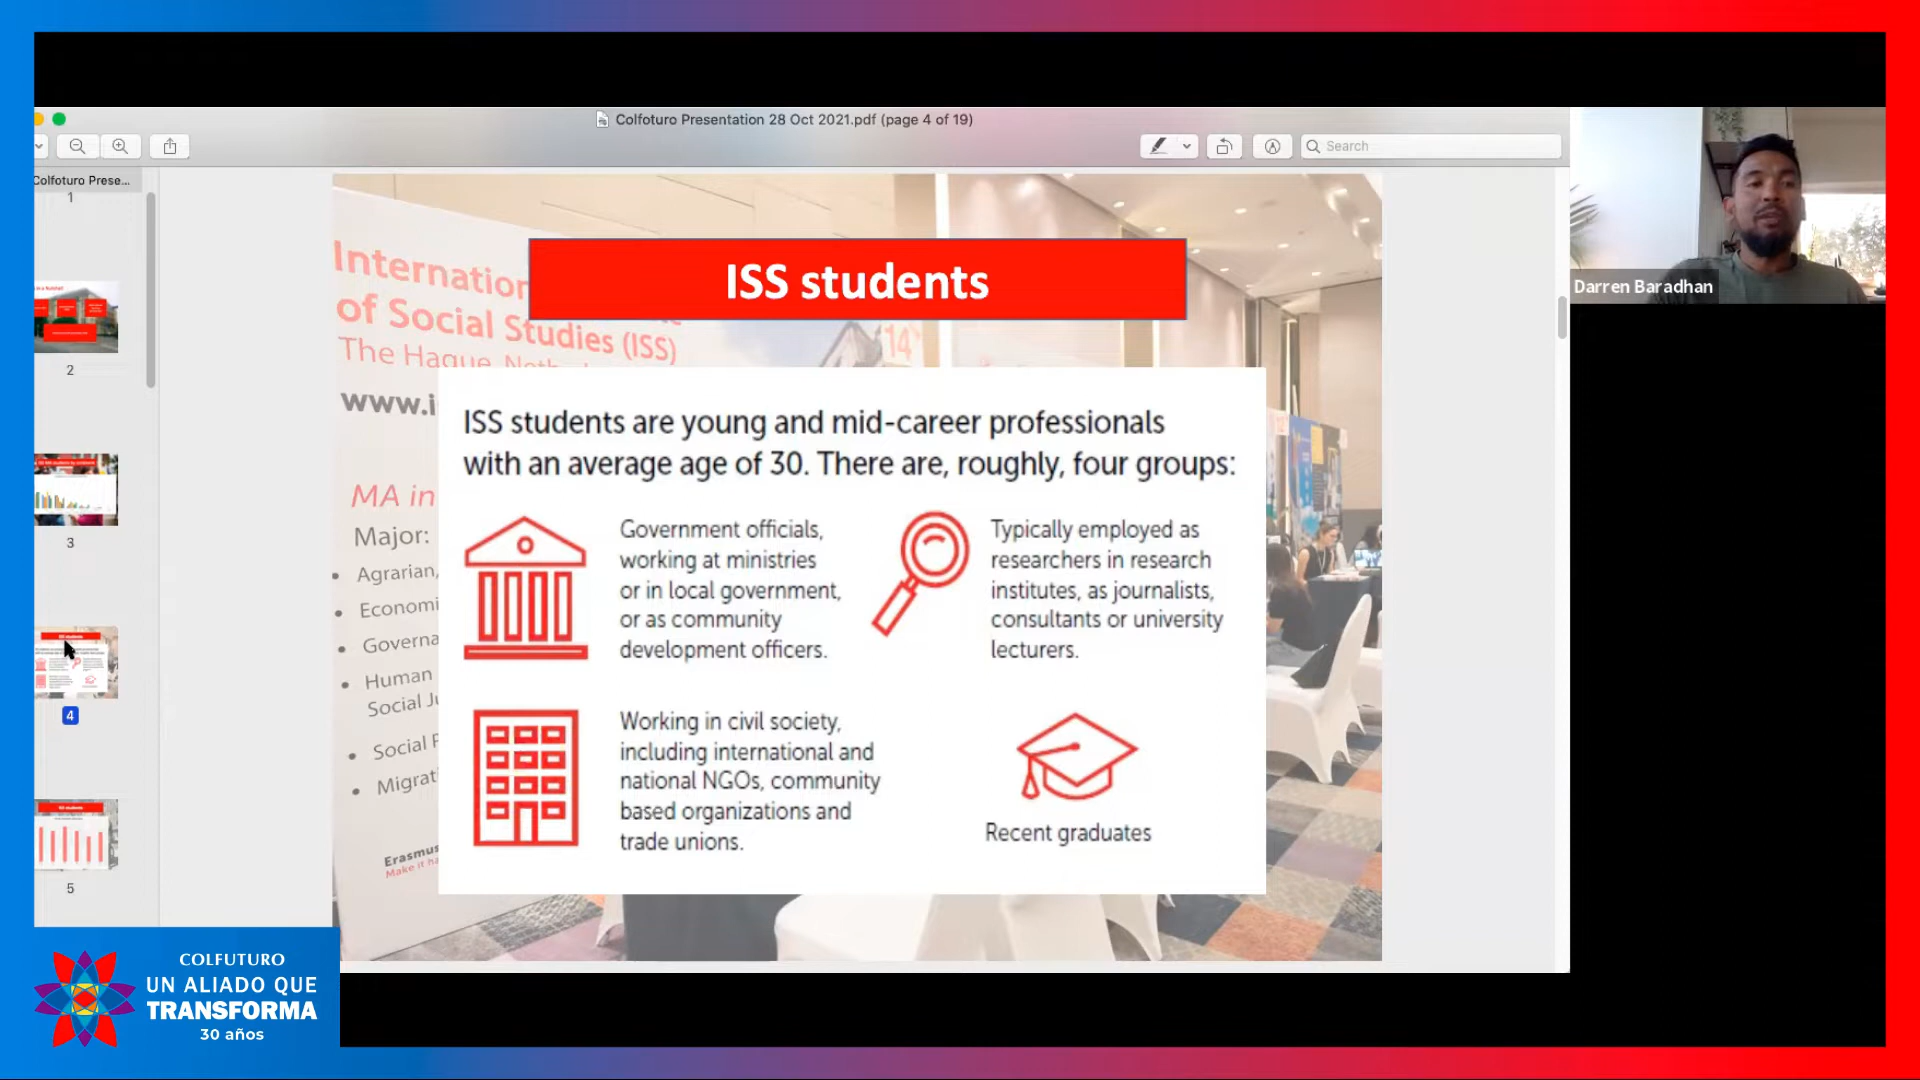 Colfoturo Presentation 28 Oct 2021.pdf (page 4 of 19)
Search
Colfoturo Prese...
1
2
3
4
5
ISS students
Internation
of Social Studies (ISS)
The Hague,
www.i
14
MA in
Major:
Agrarian,
Economi
Governa
Human
Social Ju
Social P
Migrati
Erasmus
Make it ha
ISS students are young and mid-career professionals
with an average age of 30. There are, roughly, four groups:
Government officials,
working at ministries
or in local government,
or as community
development officers.
Typically employed as
researchers in research
institutes, as journalists,
consultants or university
lecturers.
Working in civil society,
including international and
national NGOs, community
based organizations and
trade unions.
Recent graduates
Darren Baradhan
COLFUTURO
UN ALIADO QUE
TRANSFORMA
30 años